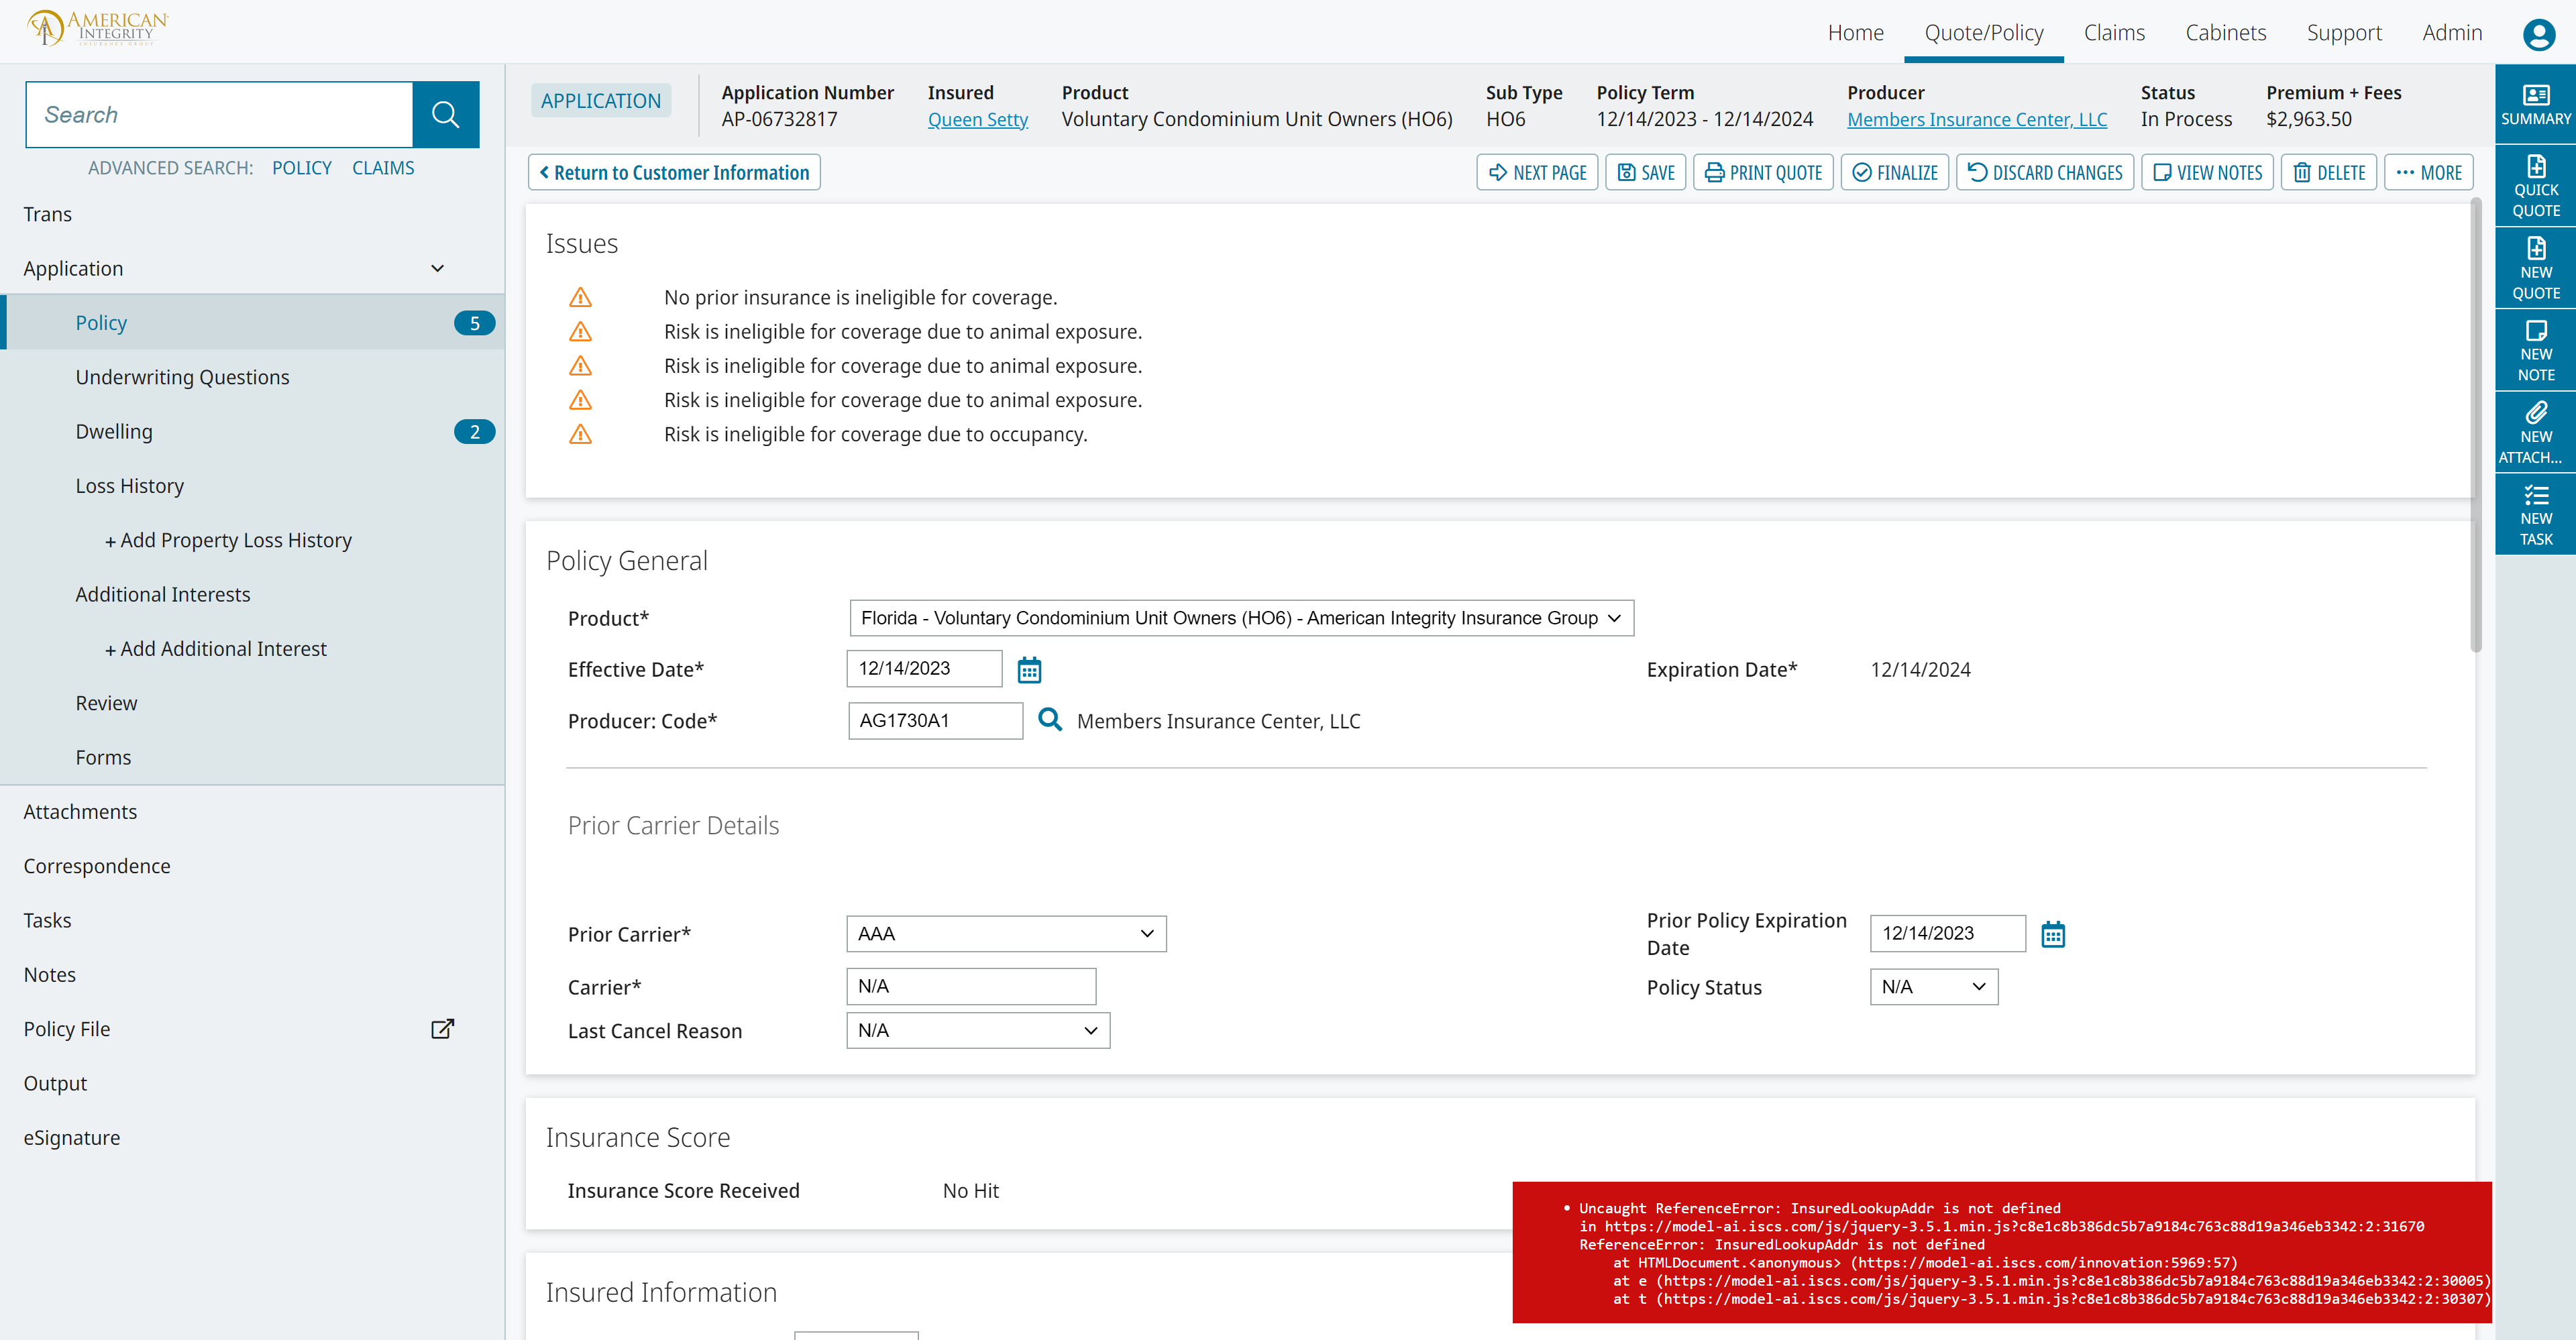 AMERICAN
INTEGRITY
INSURANCE GROUP
Home
Quote/Policy
Claims
Cabinets
Support
Admin
Search
ADVANCED SEARCH: POLICY CLAIMS
Trans
Application
Policy 5
Underwriting Questions
Dwelling 2
Loss History
+ Add Property Loss History
Additional Interests
+ Add Additional Interest
Review
Forms
Attachments
Correspondence
Tasks
Notes
Policy File
Output
eSignature
APPLICATION
Application Number
AP-06732817
Insured
Queen Setty
Product
Voluntary Condominium Unit Owners (HO6)
Sub Type
HO6
Policy Term
12/14/2023 - 12/14/2024
Producer
Members Insurance Center, LLC
Status
In Process
Premium + Fees
$2,963.50
Return to Customer Information
NEXT PAGE
SAVE
PRINT QUOTE
FINALIZE
DISCARD CHANGES
VIEW NOTES
DELETE
MORE
Issues
No prior insurance is ineligible for coverage.
Risk is ineligible for coverage due to animal exposure.
Risk is ineligible for coverage due to animal exposure.
Risk is ineligible for coverage due to animal exposure.
Risk is ineligible for coverage due to occupancy.
Policy General
Product* Florida - Voluntary Condominium Unit Owners (HO6) - American Integrity Insurance Group
Effective Date* 12/14/2023
Expiration Date* 12/14/2024
Producer: Code* AG1730A1 Members Insurance Center, LLC
Prior Carrier Details
Prior Carrier* AAA
Prior Policy Expiration
Date
12/14/2023
Carrier* N/A
Policy Status N/A
Last Cancel Reason N/A
Insurance Score
Insurance Score Received No Hit
Insured Information
• Uncaught ReferenceError: InsuredLookupAddr is not defined
in https://model-ai.iscs.com/js/jquery-3.5.1.min.js?c8e1c8b386dc5b7a9184c763c88d19a346eb3342:2:31670
ReferenceError: InsuredLookupAddr is not defined
at HTMLDocument.<anonymous> (https://model-ai.iscs.com/innovation:5969:57)
at e (https://model-ai.iscs.com/js/jquery-3.5.1.min.js?c8e1c8b386dc5b7a9184c763c88d19a346eb3342:2:30005)
at t (https://model-ai.iscs.com/js/jquery-3.5.1.min.js?c8e1c8b386dc5b7a9184c763c88d19a346eb3342:2:30307)
SUMMARY
QUICK
QUOTE
NEW
QUOTE
NEW
NOTE
NEW
ATTACH...
NEW
TASK